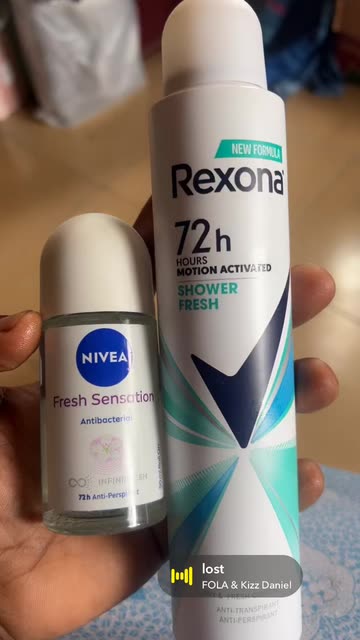 NEW FORMULA
Rexona
72h
HOURS
MOTION ACTIVATED
SHOWER
FRESH
NIVEA
Fresh Sensation
Antibacterial
72h Anti-Perspirant
lost
FOLA & Kizz Daniel
ANTI-TRANSPIRANT
ANTI-PERSPIRANT